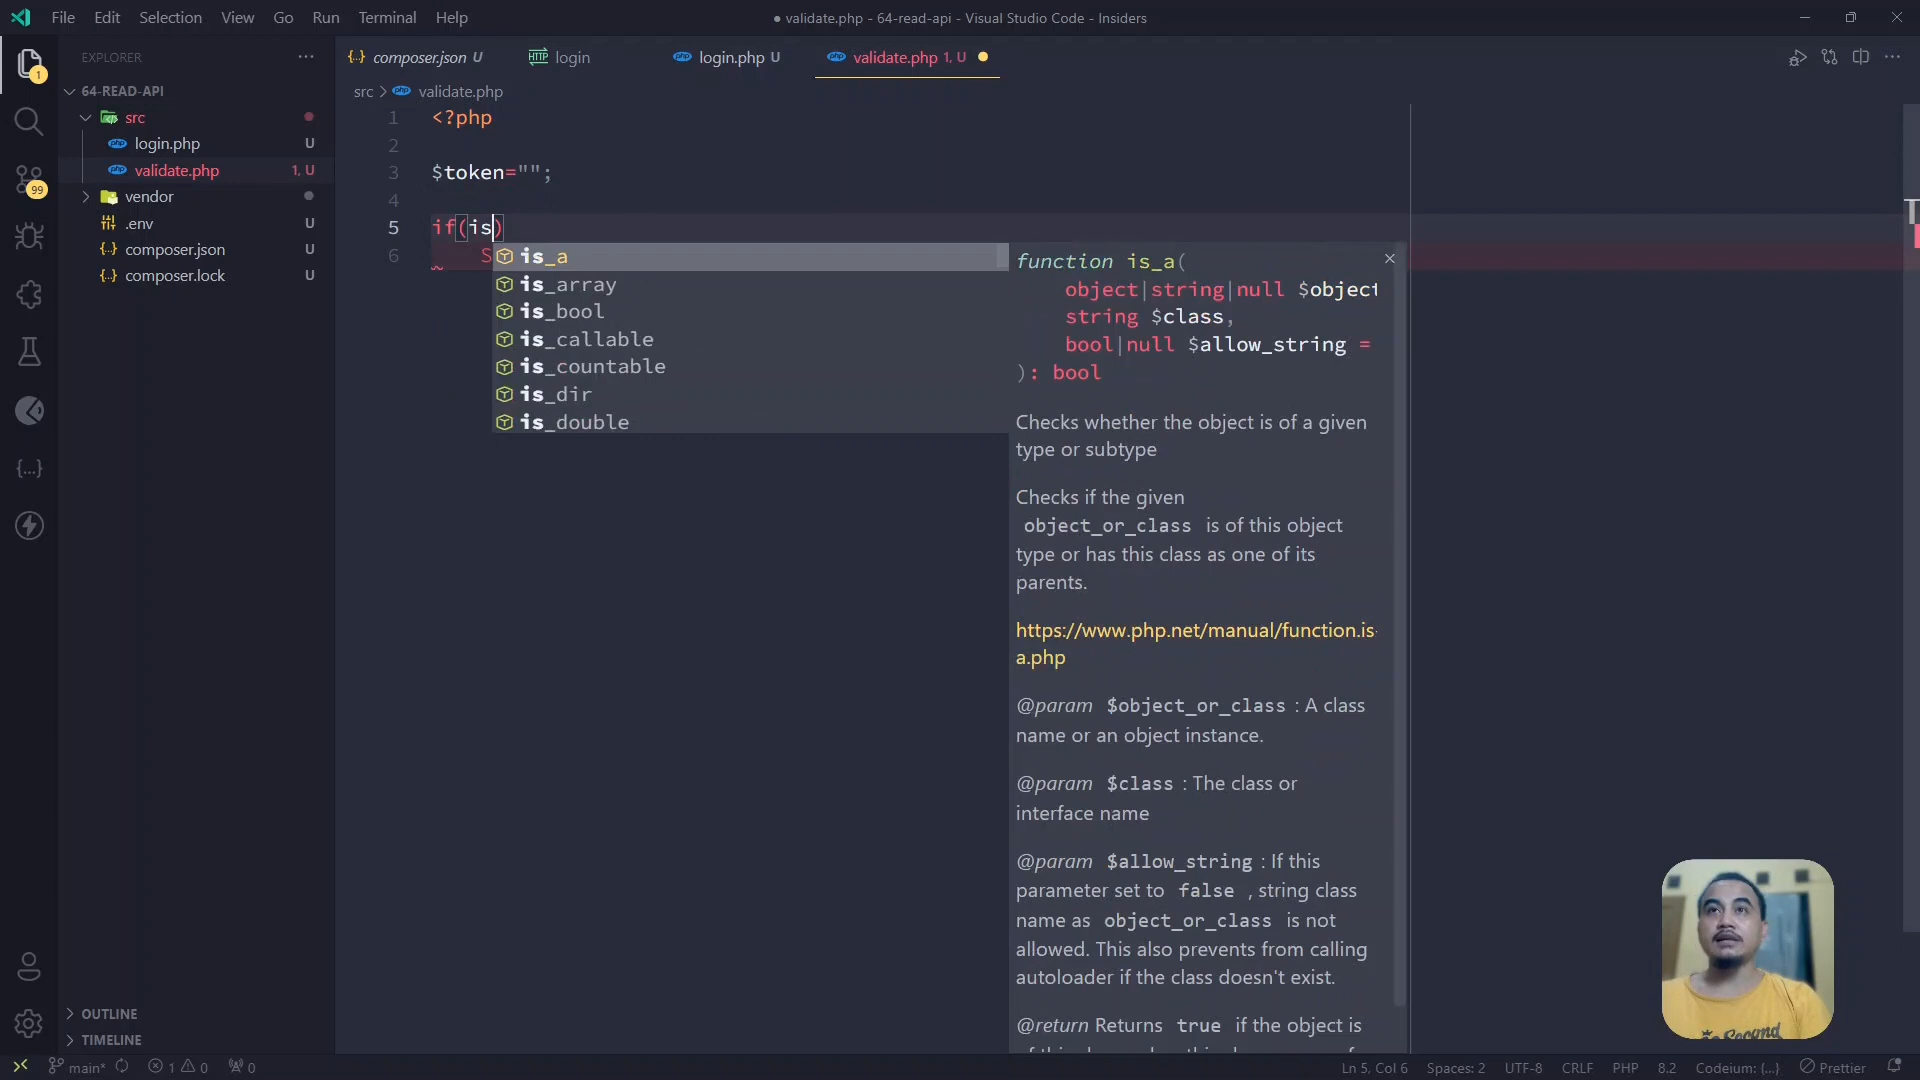 File Edit Selection View Go Run Terminal Help
● validate.php - 64-read-api - Visual Studio Code - Insiders
EXPLORER
64-READ-API
src
login.php U
validate.php 1, U
vendor
.env U
composer.json U
composer.lock U
OUTLINE
TIMELINE
1
99
composer.json U
HTTP login
php login.php U
php validate.php 1, U
src > php validate.php
1 <?php
2
3 $token="";
4
5 if(is)
6 S
is_a
is_array
is_bool
is_callable
is_countable
is_dir
is_double
function is_a(
object|string|null $object
string $class,
bool|null $allow_string =
): bool
Checks whether the object is of a given
type or subtype
Checks if the given
object_or_class is of this object
type or has this class as one of its
parents.
https://www.php.net/manual/function.is-
a.php
@param $object_or_class : A class
name or an object instance.
@param $class : The class or
interface name
@param $allow_string : If this
parameter set to false , string class
name as object_or_class is not
allowed. This also prevents from calling
autoloader if the class doesn't exist.
@return Returns true if the object is
main* 1 0 0
Ln 5, Col 6 Spaces: 2 UTF-8 CRLF PHP 8.2 Codeium: {...} Prettier